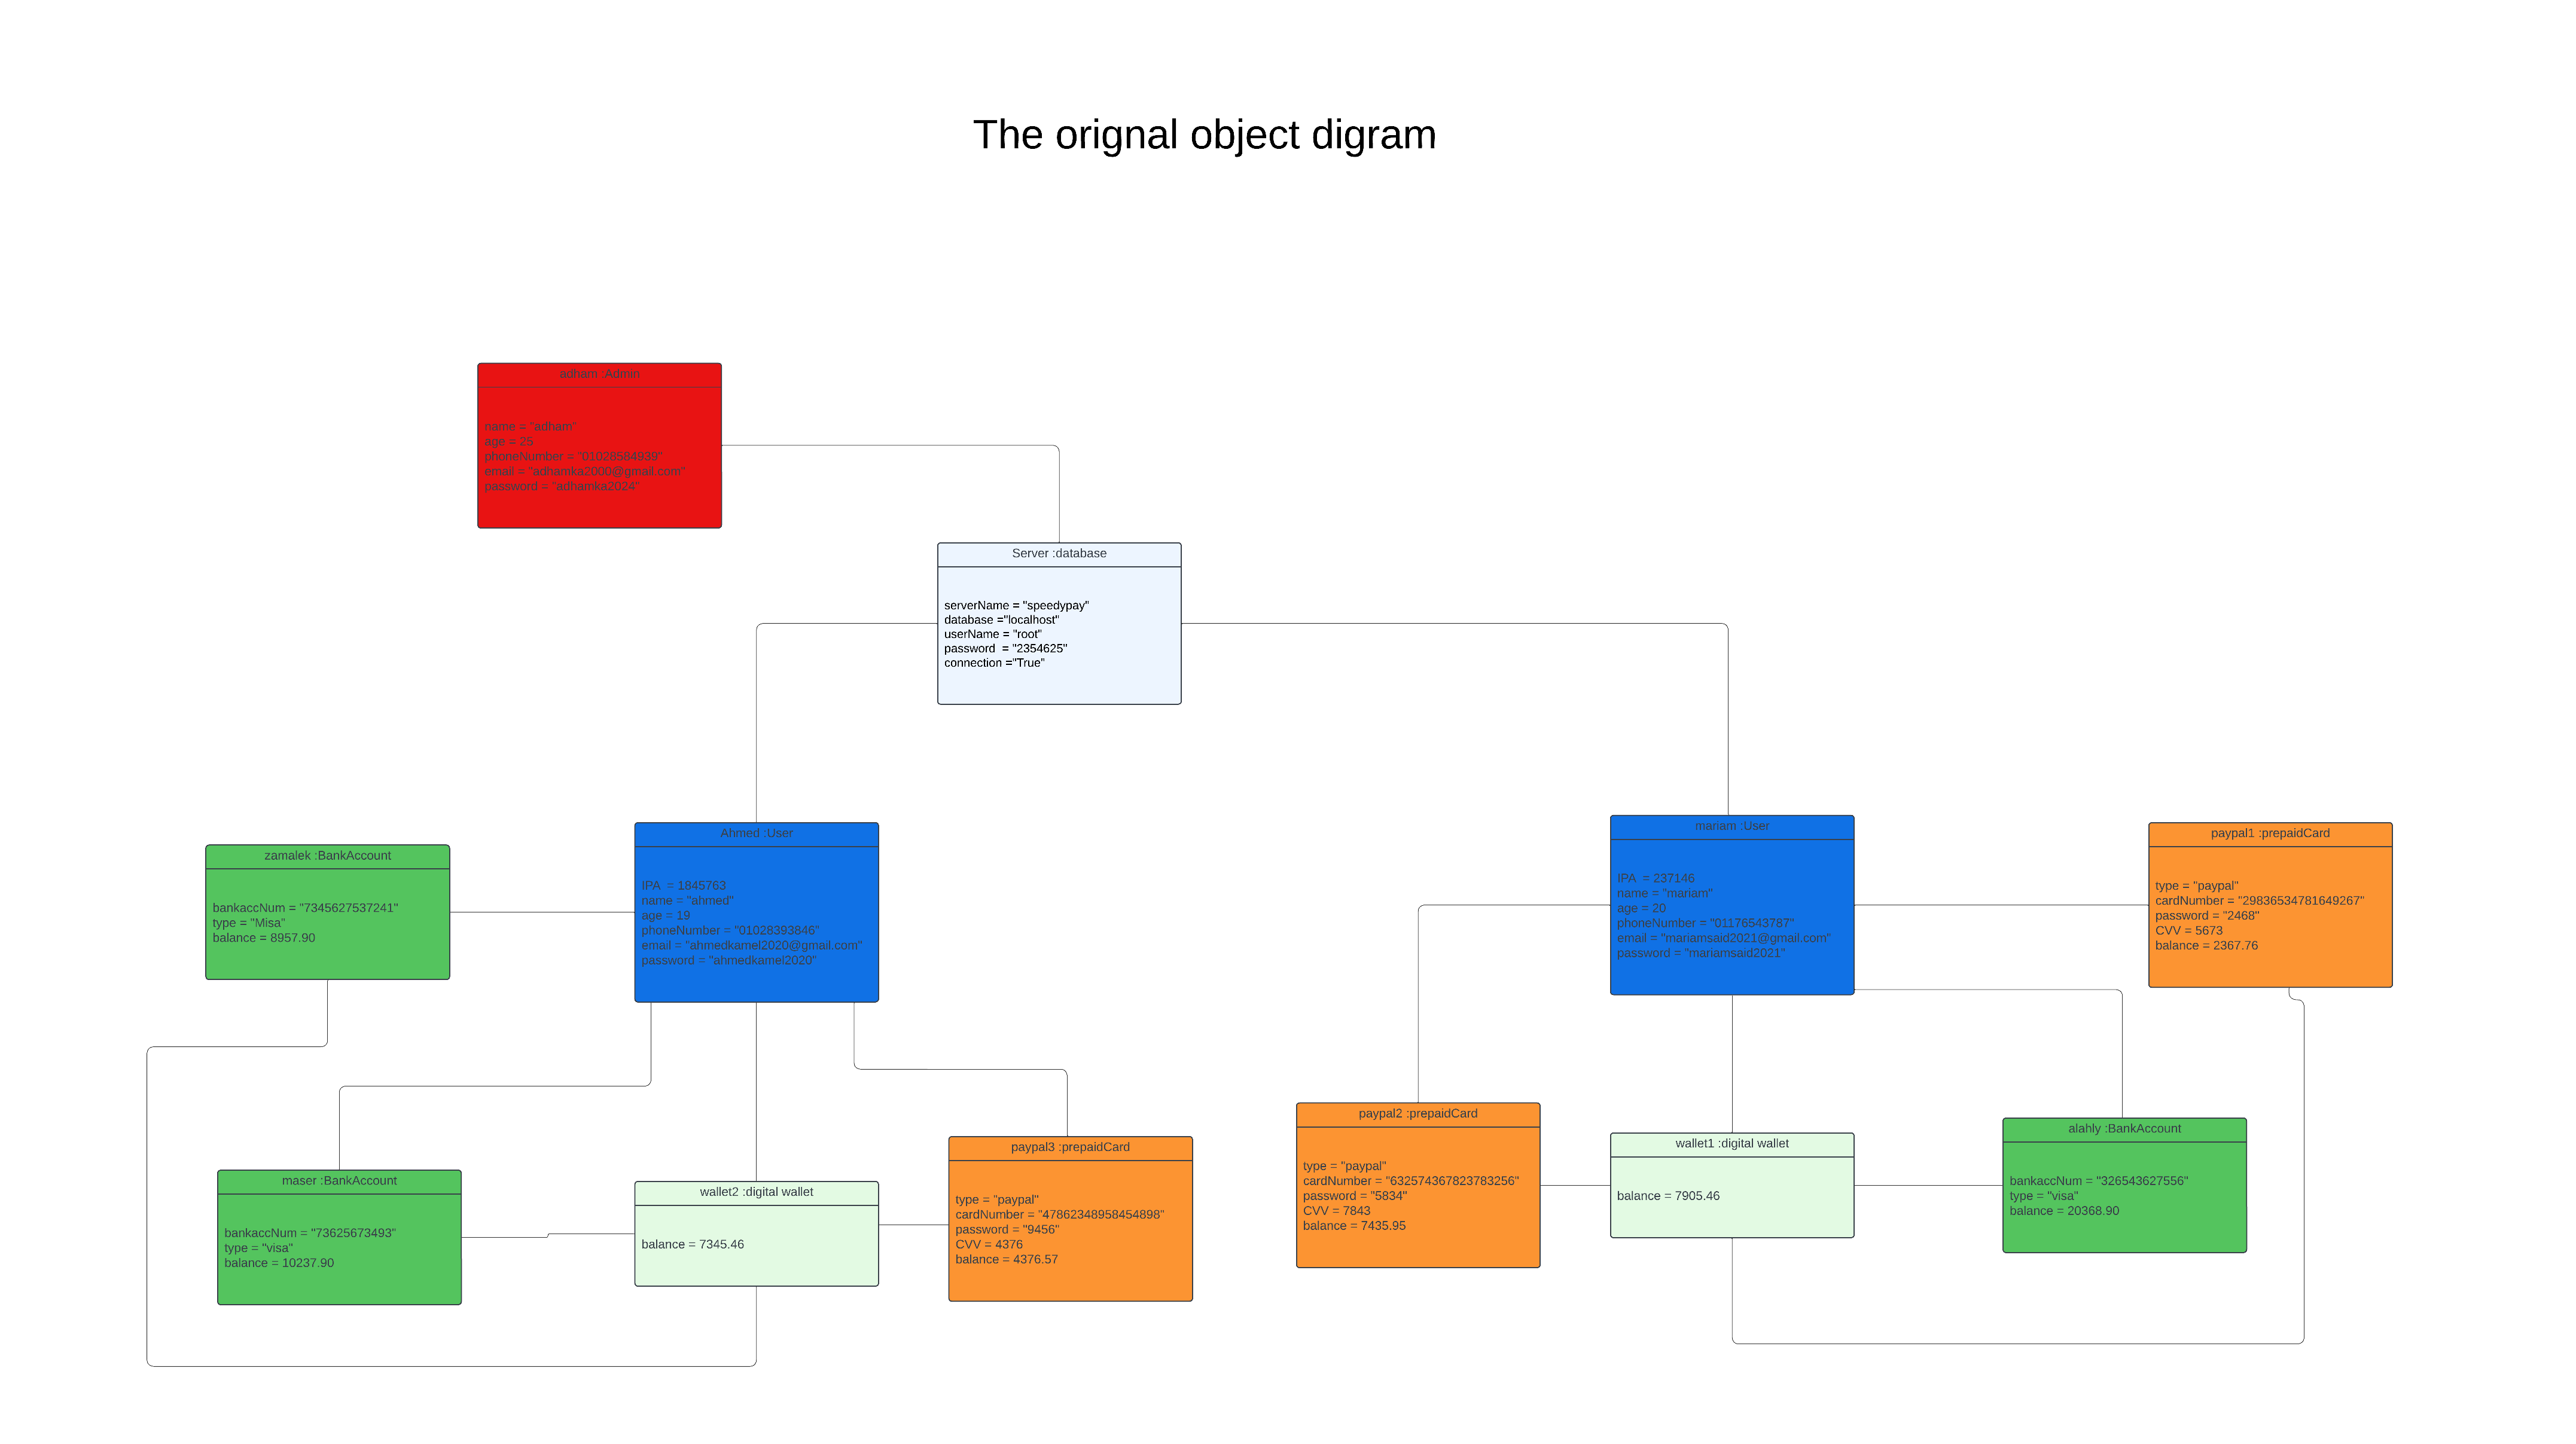 The orignal object digram
adham :Admin
name = "adham"
age = 25
phoneNumber = "01028584939"
email = "adhamka2000@gmail.com"
password = "adhamka2024"
Server :database
serverName = "speedypay"
database ="localhost"
userName = "root"
password  = "2354625"
connection ="True"
zamalek :BankAccount
bankaccNum = "7345627537241"
type = "Misa"
balance = 8957.90
Ahmed :User
IPA  = 1845763
name = "ahmed"
age = 19
phoneNumber = "01028393846"
email = "ahmedkamel2020@gmail.com"
password = "ahmedkamel2020"
mariam :User
IPA  = 237146
name = "mariam"
age = 20
phoneNumber = "01176543787"
email = "mariamsaid2021@gmail.com"
password = "mariamsaid2021"
paypal1 :prepaidCard
type = "paypal"
cardNumber = "29836534781649267"
password = "2468"
CVV = 5673
balance = 2367.76
maser :BankAccount
bankaccNum = "73625673493"
type = "visa"
balance = 10237.90
wallet2 :digital wallet
balance = 7345.46
paypal3 :prepaidCard
type = "paypal"
cardNumber = "47862348958454898"
password = "9456"
CVV = 4376
balance = 4376.57
paypal2 :prepaidCard
type = "paypal"
cardNumber = "632574367823783256"
password = "5834"
CVV = 7843
balance = 7435.95
wallet1 :digital wallet
balance = 7905.46
alahly :BankAccount
bankaccNum = "326543627556"
type = "visa"
balance = 20368.90